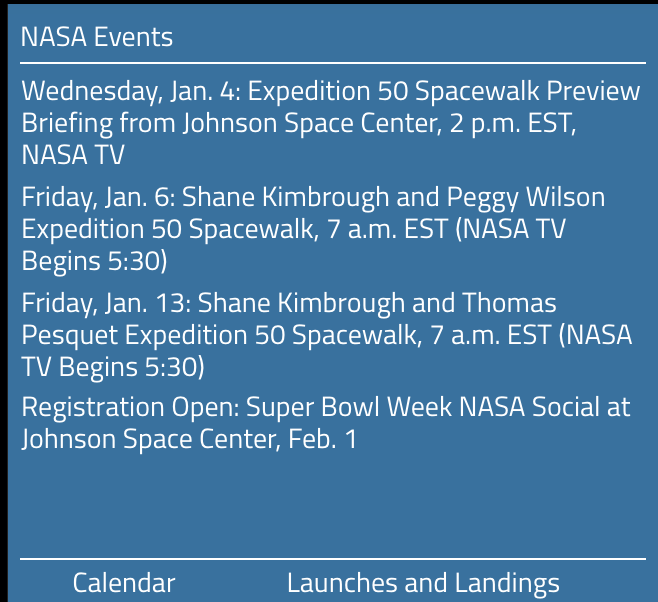 NASA Events
Wednesday, Jan. 4: Expedition 50 Spacewalk Preview
Briefing from Johnson Space Center, 2 p.m. EST,
NASA TV
Friday, Jan. 6: Shane Kimbrough and Peggy Wilson
Expedition 50 Spacewalk, 7 a.m. EST (NASA TV
Begins 5:30)
Friday, Jan. 13: Shane Kimbrough and Thomas
Pesquet Expedition 50 Spacewalk, 7 a.m. EST (NASA
TV Begins 5:30)
Registration Open: Super Bowl Week NASA Social at
Johnson Space Center, Feb. 1
Calendar
Launches and Landings